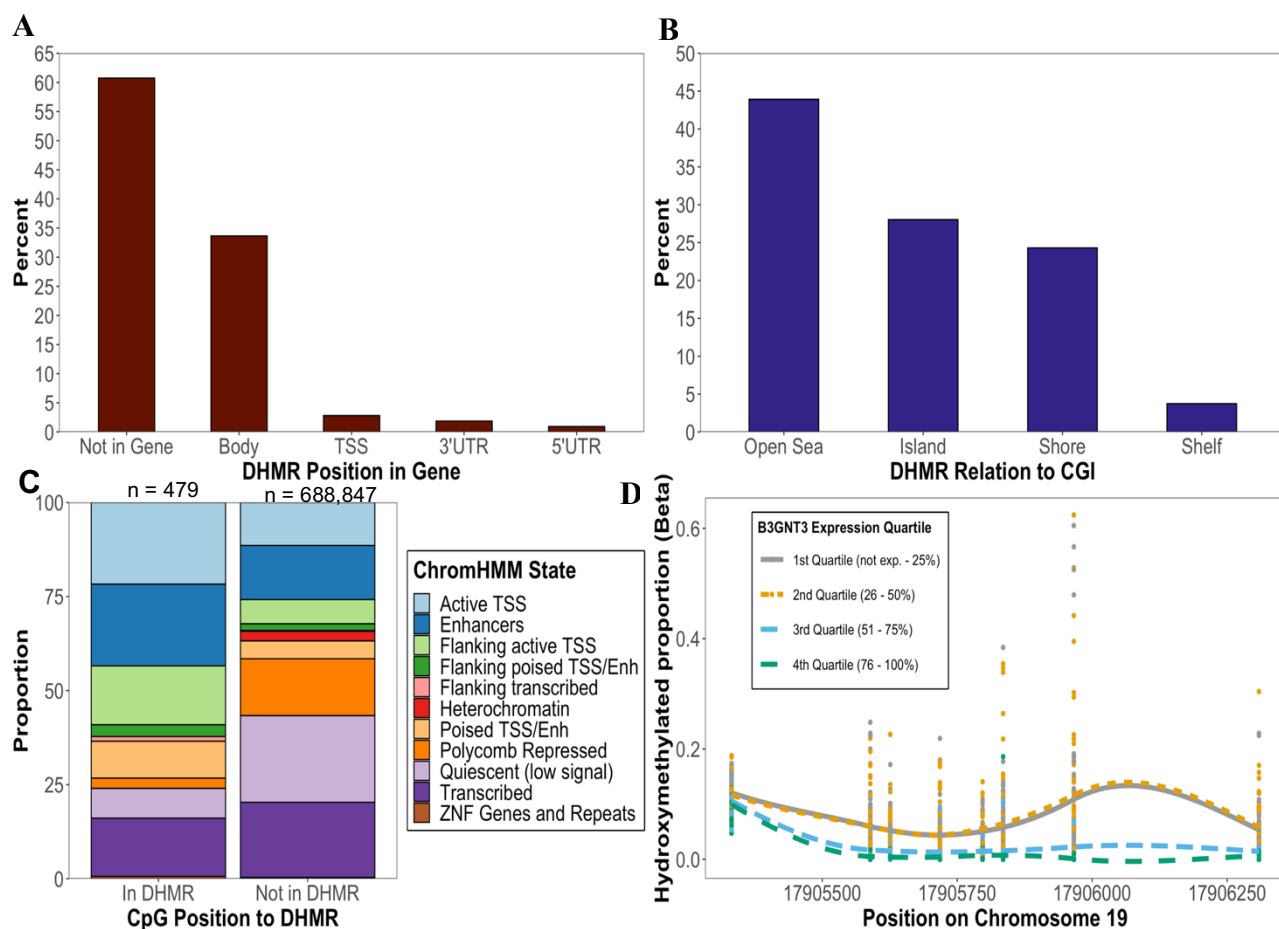 A
65
60
55
50
45
40
35
30
25
20
15
10
5
0
Percent
Not in Gene Body TSS 3'UTR 5'UTR
DHMR Position in Gene
B
50
45
40
35
30
25
20
15
10
5
0
Percent
Open Sea Island Shore Shelf
DHMR Relation to CGI
C
n = 479 n = 688,847
100
75
50
25
0
Proportion
In DHMR Not in DHMR
CpG Position to DHMR
ChromHMM State
Active TSS
Enhancers
Flanking active TSS
Flanking poised TSS/Enh
Flanking transcribed
Heterochromatin
Poised TSS/Enh
Polycomb Repressed
Quiescent (low signal)
Transcribed
ZNF Genes and Repeats
D
Hydroxymethylated proportion (Beta)
0.6
0.4
0.2
0.0
B3GNT3 Expression Quartile
1st Quartile (not exp. - 25%)
2nd Quartile (26 - 50%)
3rd Quartile (51 - 75%)
4th Quartile (76 - 100%)
17905500 17905750 17906000 17906250
Position on Chromosome 19